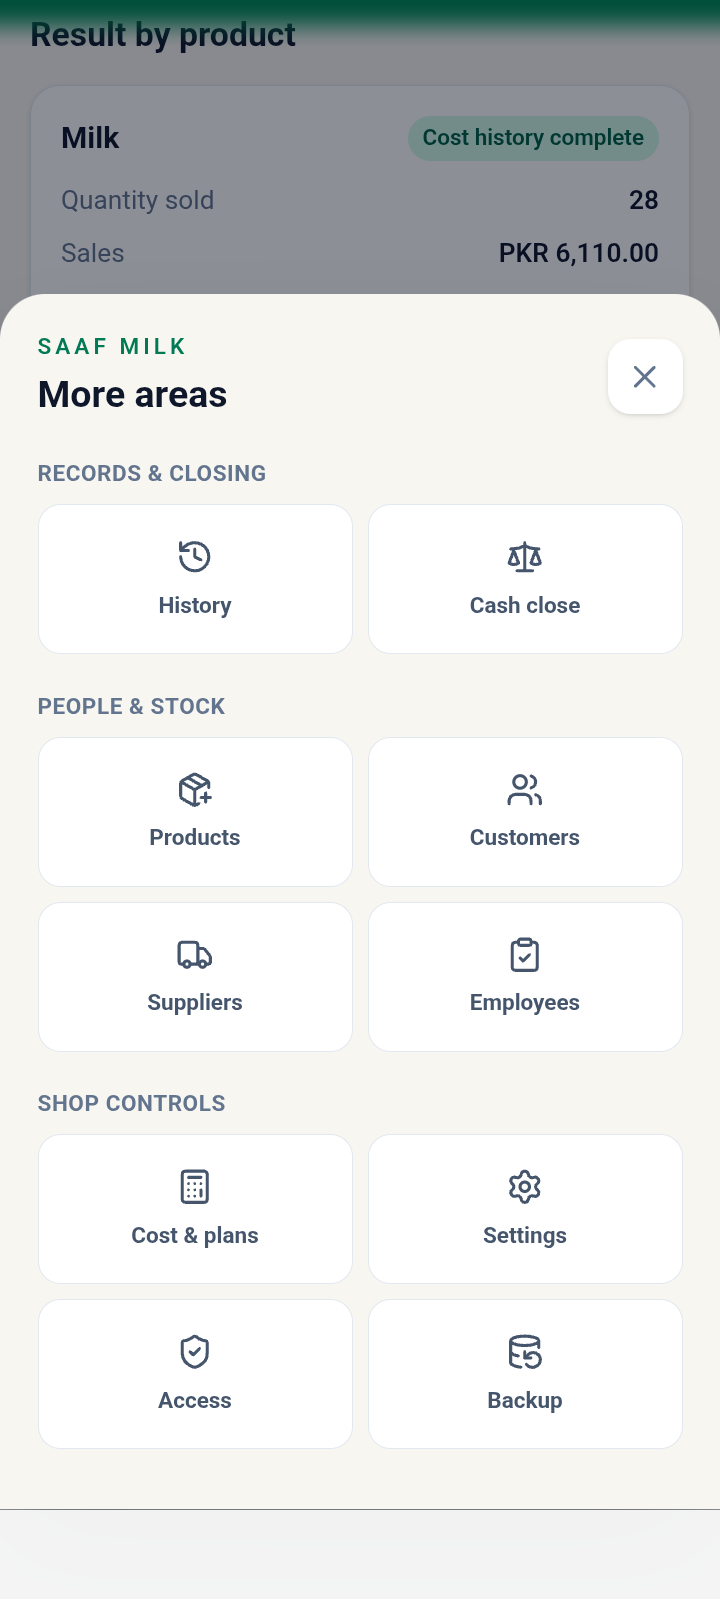 Result by product
Milk
Cost history complete
Quantity sold
28
Sales
PKR 6,110.00
SAAF MILK
More areas
RECORDS & CLOSING
History
Cash close
PEOPLE & STOCK
Products
Customers
Suppliers
Employees
SHOP CONTROLS
Cost & plans
Settings
Access
Backup